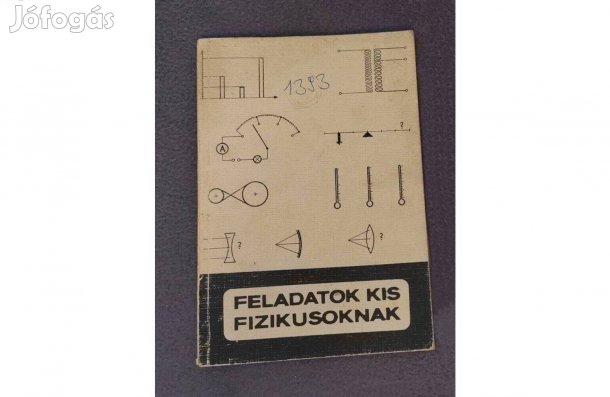 Jófogás
1393
A
?
?
?
FELADATOK KIS
FIZIKUSOKNAK